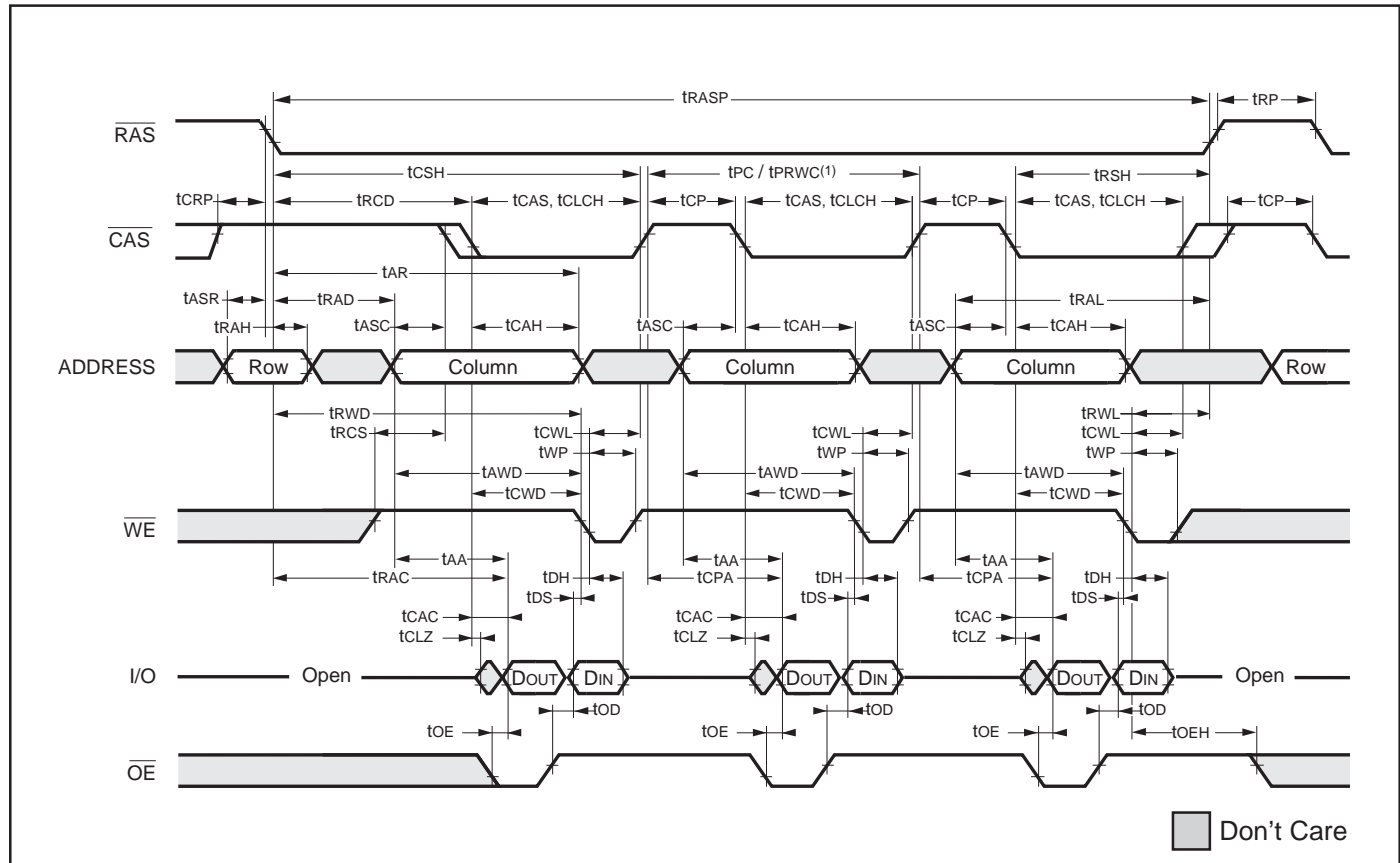 tRASP tRP
RAS
tCSH tPC / tPRWC(1) tRSH
tCRP tRCD tCAS, tCLCH tCP tCAS, tCLCH tCP tCAS, tCLCH tCP
CAS
tAR
tASR tRAD tRAL
tRAH tASC tCAH tASC tCAH tASC tCAH
ADDRESS Row Column Column Column Row
tRWD tRWL
tRCS tCWL tCWL tCWL
tWP tWP tWP
tAWD tAWD tAWD
tCWD tCWD tCWD
WE
tAA tAA tAA
tRAC tDH tCPA tDH tCPA tDH
tDS tDS tDS
tCAC tCAC tCAC
tCLZ tCLZ tCLZ
I/O Open DOUT DIN DOUT DIN DOUT DIN Open
tOD tOD tOD
tOE tOE tOE tOEH
OE
Don't Care